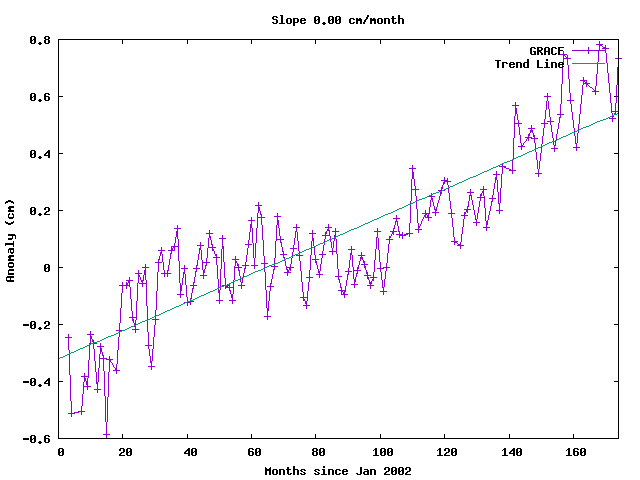 Slope 0.00 cm/month
GRACE
Trend Line
0.8
0.6
0.4
0.2
0
-0.2
-0.4
-0.6
Anomaly (cm)
0 20 40 60 80 100 120 140 160
Months since Jan 2002